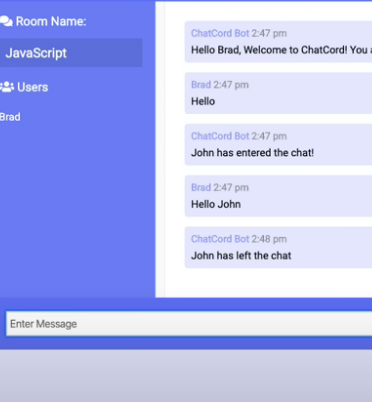 Room Name:
JavaScript
Users
Brad
ChatCord Bot 2:47 pm
Hello Brad, Welcome to ChatCord! You
Brad 2:47 pm
Hello
ChatCord Bot 2:47 pm
John has entered the chat!
Brad 2:47 pm
Hello John
ChatCord Bot 2:48 pm
John has left the chat
Enter Message